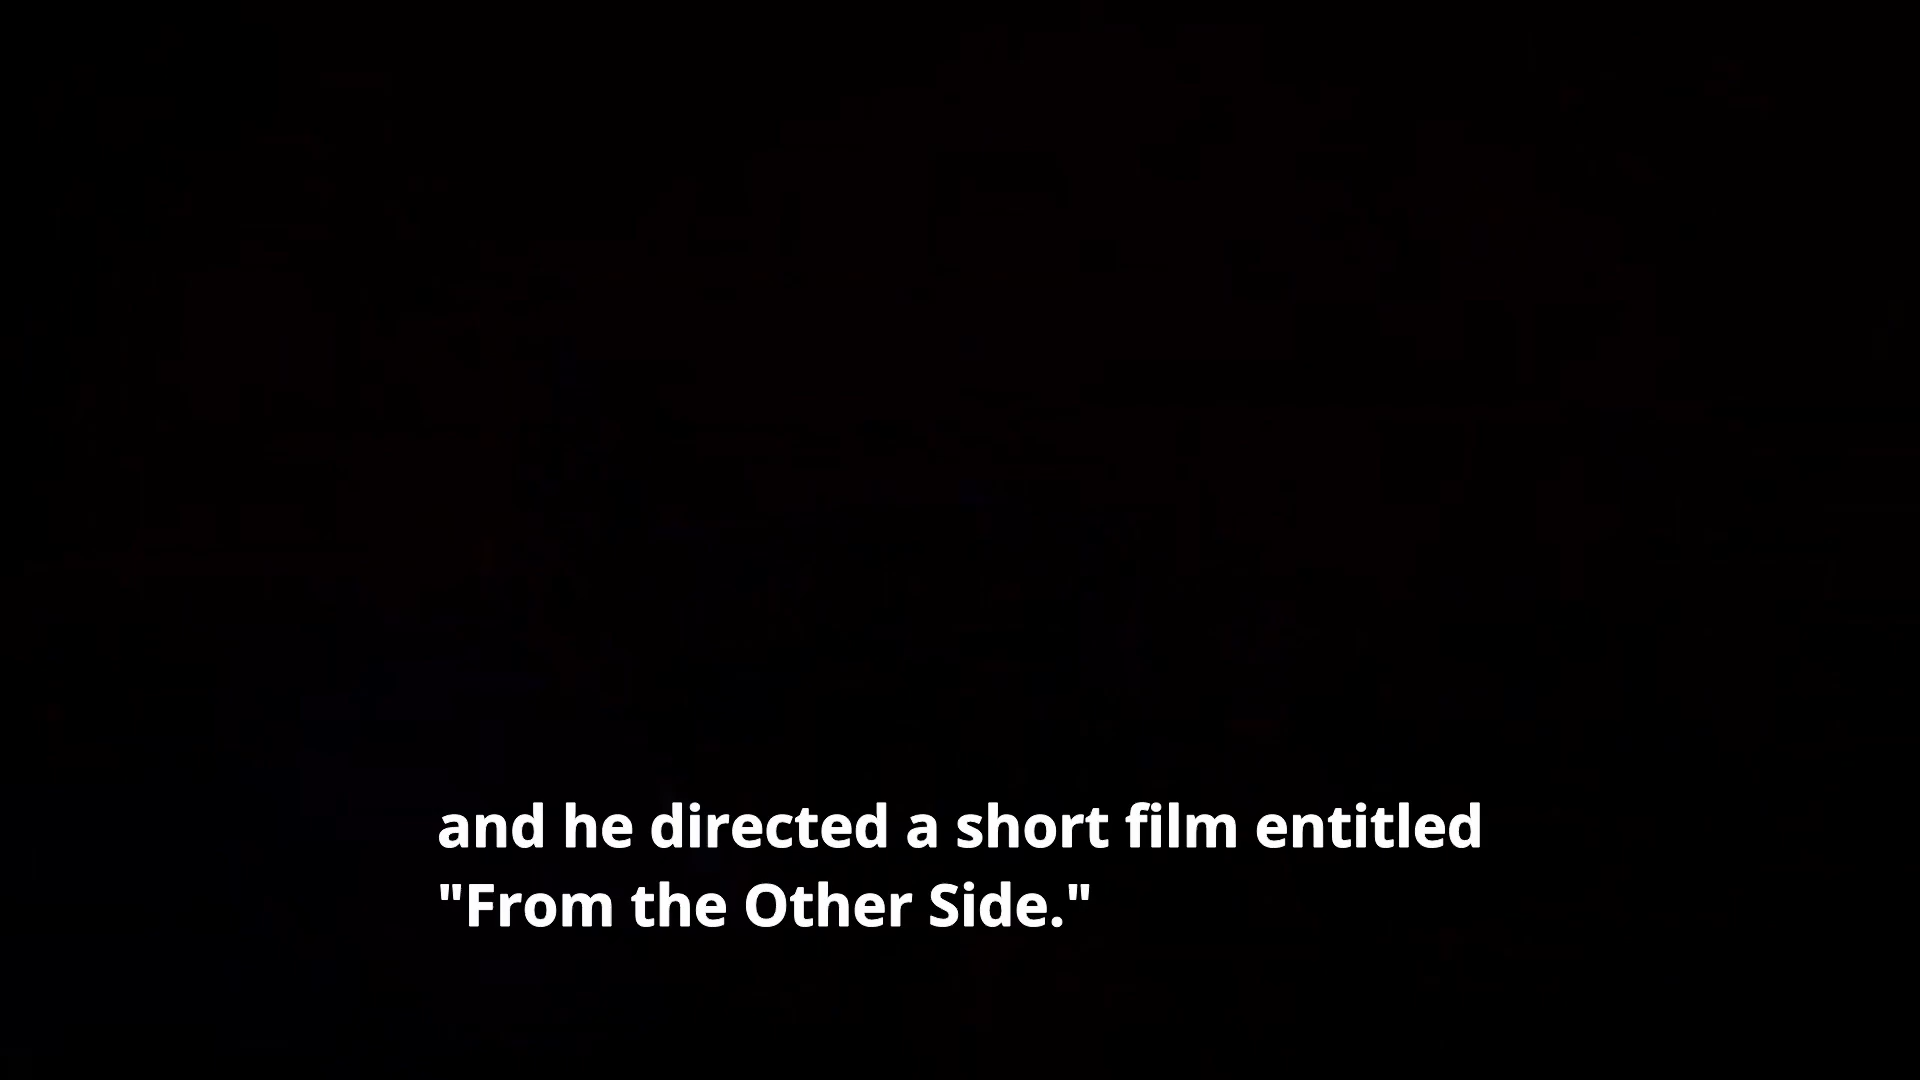 and he directed a short film entitled
"From the Other Side."